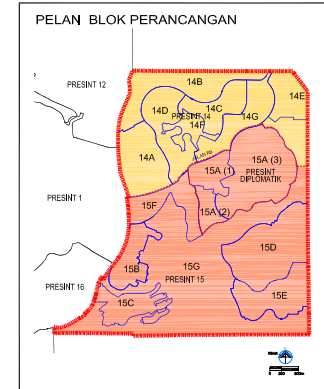 PELAN BLOK PERANCANGAN
14B
PRESINT 12
14E
14C
14D
PRESINT 14
14F
14G
14A
15A (3)
15A (1)
PRESINT
DIPLOMATIK
PRESINT 1
15F
15A (2)
15D
15B
15G
PRESINT 16
PRESINT 15
15E
15C